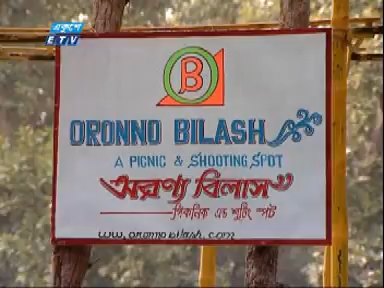 একুশে
ETV
B
ORONNO BILASH
A PICNIC & SHOOTING SPOT
অরণ্য বিলাস
পিকনিক এন্ড শুটিং স্পট
www.oronnobilash.com